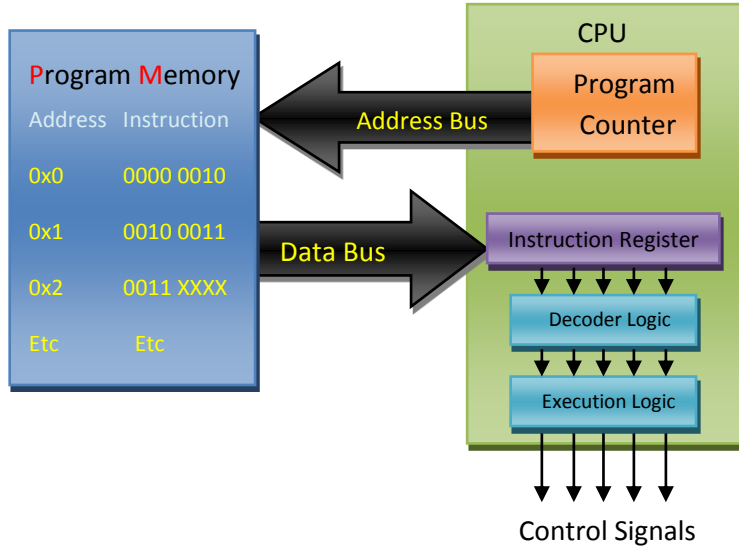 Program Memory
Address Instruction
0x0 0000 0010
0x1 0010 0011
0x2 0011 XXXX
Etc Etc
Address Bus
Data Bus
CPU
Program
Counter
Instruction Register
Decoder Logic
Execution Logic
Control Signals